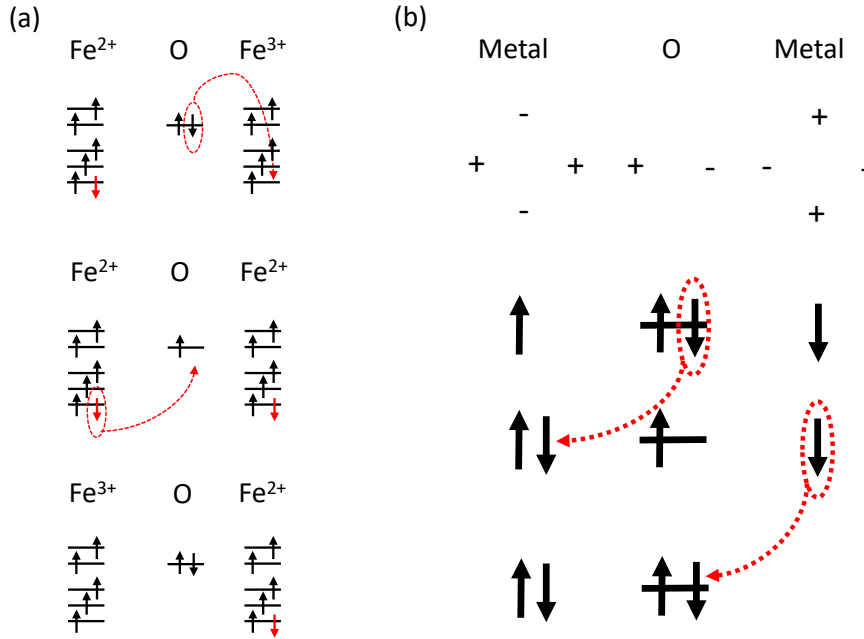 (a)
Fe2+ O Fe3+
Fe2+ O Fe2+
Fe3+ O Fe2+
(b)
Metal O Metal
- +
+ + + - - -
- +